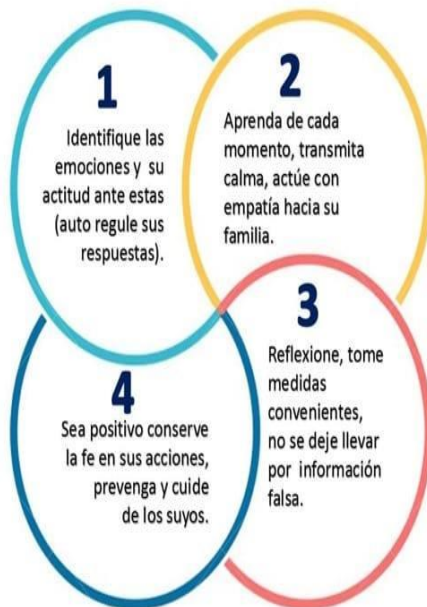 1
Identifique las
emociones y su
actitud ante estas
(auto regule sus
respuestas).
2
Aprenda de cada
momento, transmita
calma, actúe con
empatía hacia su
familia.
3
Reflexione, tome
medidas
convenientes,
no se deje llevar
por información
falsa.
4
Sea positivo conserve
la fe en sus acciones,
prevenga y cuide
de los suyos.